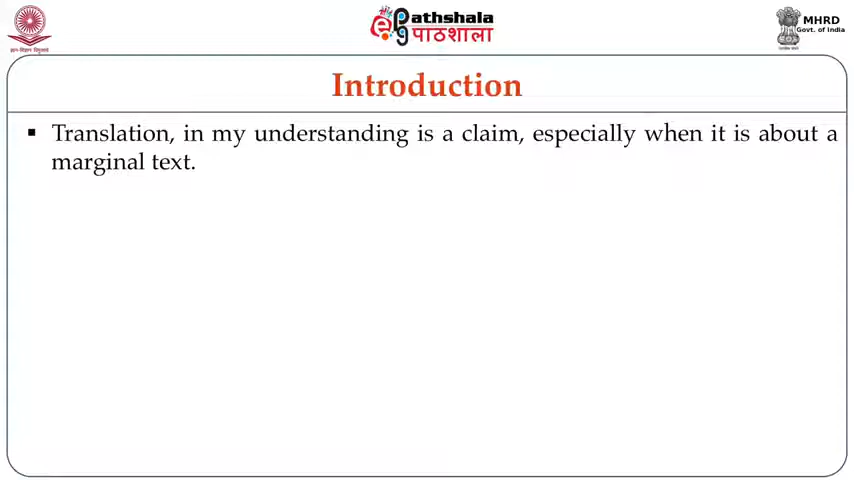 ePathshala
पाठशाला
MHRD
Govt. of India
Introduction
▪ Translation, in my understanding is a claim, especially when it is about a
marginal text.